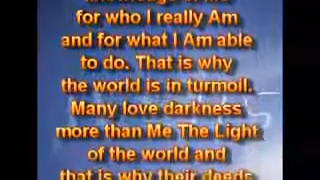 for who I really Am
and for what I Am able
to do. That is why
the world is in turmoil.
Many love darkness
more than Me The Light
of the world and
that is why their deeds